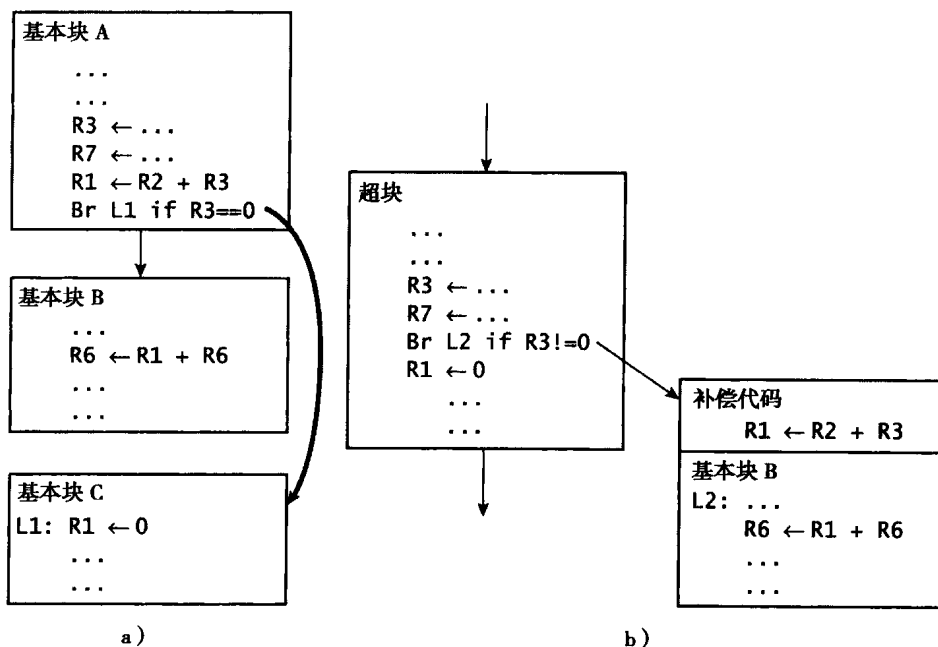 基本块 A
...
...
R3 ← ...
R7 ← ...
R1 ← R2 + R3
Br L1 if R3==0
基本块 B
...
R6 ← R1 + R6
...
...
基本块 C
L1: R1 ← 0
...
...
a)
超块
...
...
R3 ← ...
R7 ← ...
Br L2 if R3!=0
R1 ← 0
...
...
补偿代码
R1 ← R2 + R3
基本块 B
L2: ...
R6 ← R1 + R6
...
...
b)